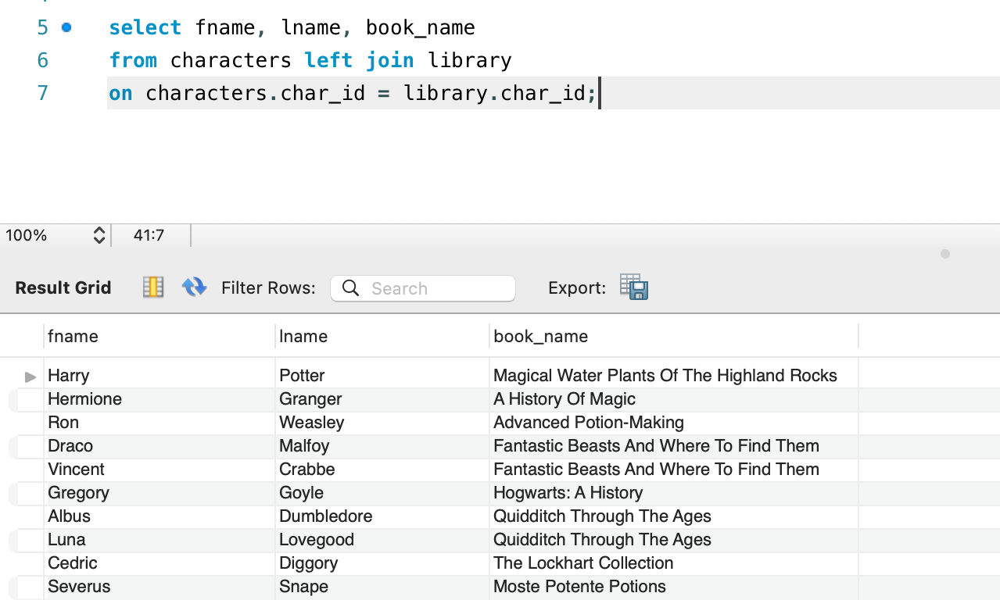 5 select fname, lname, book_name
6 from characters left join library
7 on characters.char_id = library.char_id;
100% 41:7
Result Grid Filter Rows: Search Export:
fname lname book_name
Harry Potter Magical Water Plants Of The Highland Rocks
Hermione Granger A History Of Magic
Ron Weasley Advanced Potion-Making
Draco Malfoy Fantastic Beasts And Where To Find Them
Vincent Crabbe Fantastic Beasts And Where To Find Them
Gregory Goyle Hogwarts: A History
Albus Dumbledore Quidditch Through The Ages
Luna Lovegood Quidditch Through The Ages
Cedric Diggory The Lockhart Collection
Severus Snape Moste Potente Potions